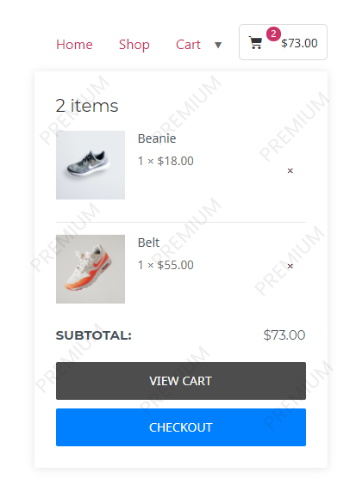 Home Shop Cart ▼ 2 $73.00
2 items
Beanie
1 × $18.00 ×
Belt
1 × $55.00 ×
SUBTOTAL: $73.00
VIEW CART
CHECKOUT
PREMIUM
PREMIUM
PREMIUM
PREMIUM
PREMIUM
PREMIUM
PREMIUM
PREMIUM
PREMIUM